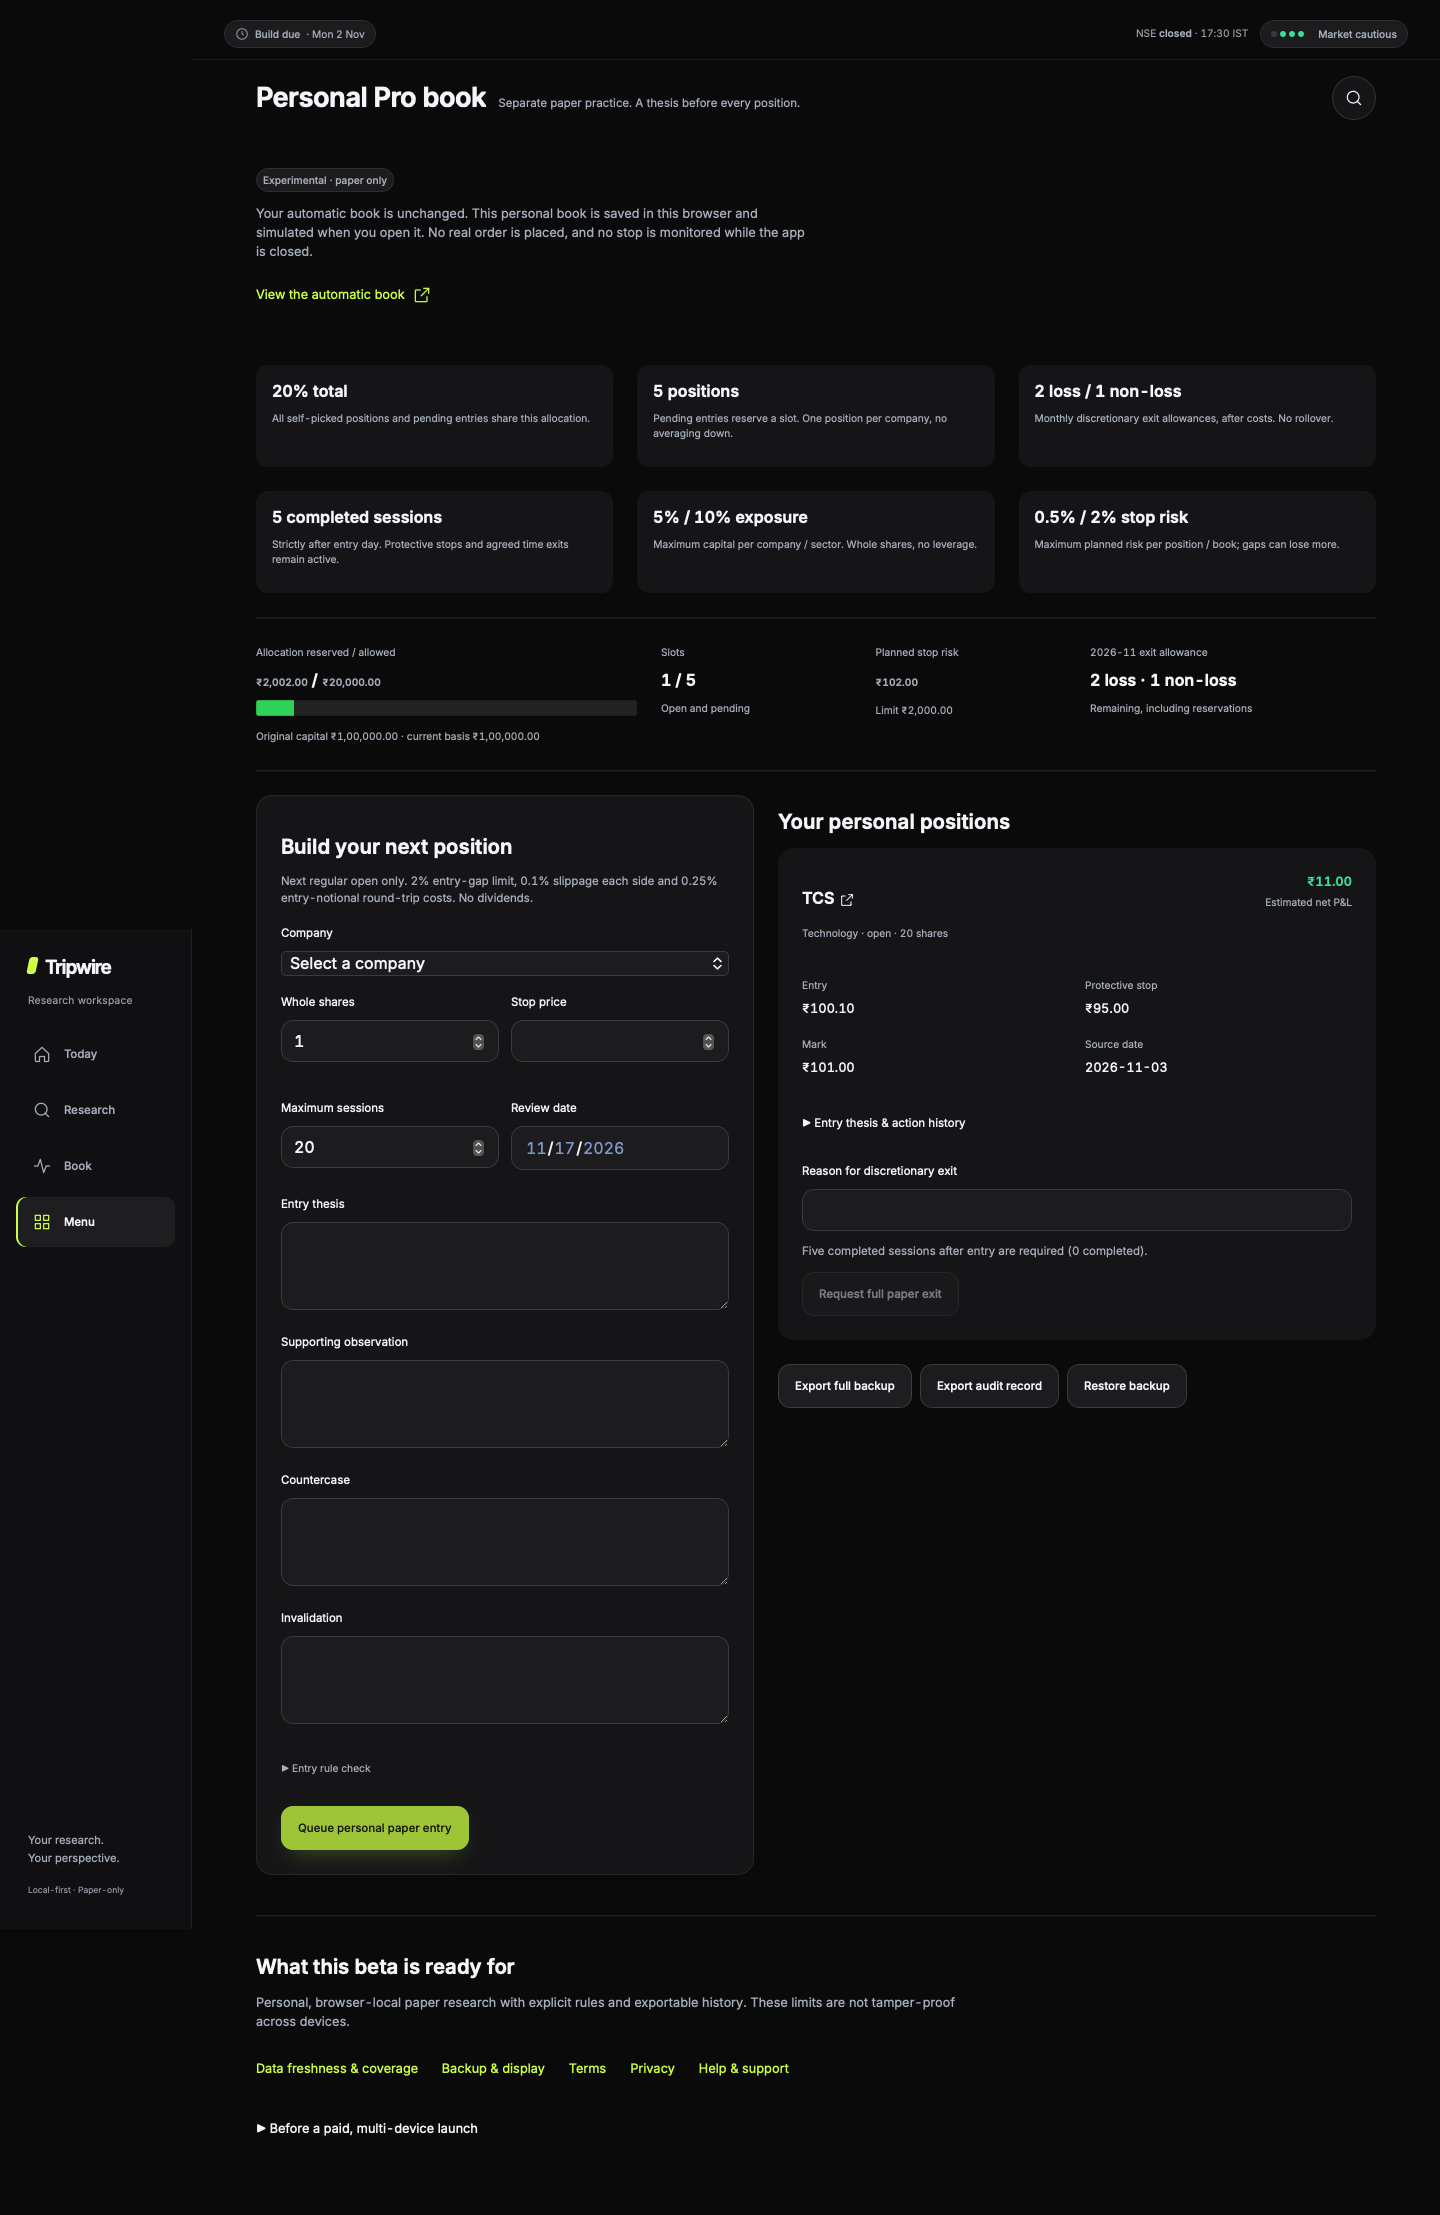 Build due · Mon 2 Nov
NSE closed · 17:30 IST
Market cautious
Personal Pro book
Separate paper practice. A thesis before every position.
Experimental · paper only
Your automatic book is unchanged. This personal book is saved in this browser and
simulated when you open it. No real order is placed, and no stop is monitored while the app
is closed.
View the automatic book
20% total
All self-picked positions and pending entries share this allocation.
5 positions
Pending entries reserve a slot. One position per company, no
averaging down.
2 loss / 1 non-loss
Monthly discretionary exit allowances, after costs. No rollover.
5 completed sessions
Strictly after entry day. Protective stops and agreed time exits
remain active.
5% / 10% exposure
Maximum capital per company / sector. Whole shares, no leverage.
0.5% / 2% stop risk
Maximum planned risk per position / book; gaps can lose more.
Allocation reserved / allowed
₹2,002.00 / ₹20,000.00
Original capital ₹1,00,000.00 · current basis ₹1,00,000.00
Slots
1 / 5
Open and pending
Planned stop risk
₹102.00
Limit ₹2,000.00
2026-11 exit allowance
2 loss · 1 non-loss
Remaining, including reservations
Build your next position
Next regular open only. 2% entry-gap limit, 0.1% slippage each side and 0.25%
entry-notional round-trip costs. No dividends.
Company
Select a company
Whole shares
1
Stop price
Maximum sessions
20
Review date
11/17/2026
Entry thesis
Supporting observation
Countercase
Invalidation
Entry rule check
Queue personal paper entry
Your personal positions
TCS
₹11.00
Estimated net P&L
Technology · open · 20 shares
Entry
₹100.10
Protective stop
₹95.00
Mark
₹101.00
Source date
2026-11-03
Entry thesis & action history
Reason for discretionary exit
Five completed sessions after entry are required (0 completed).
Request full paper exit
Export full backup
Export audit record
Restore backup
Tripwire
Research workspace
Today
Research
Book
Menu
Your research.
Your perspective.
Local-first · Paper-only
What this beta is ready for
Personal, browser-local paper research with explicit rules and exportable history. These limits are not tamper-proof
across devices.
Data freshness & coverage
Backup & display
Terms
Privacy
Help & support
Before a paid, multi-device launch